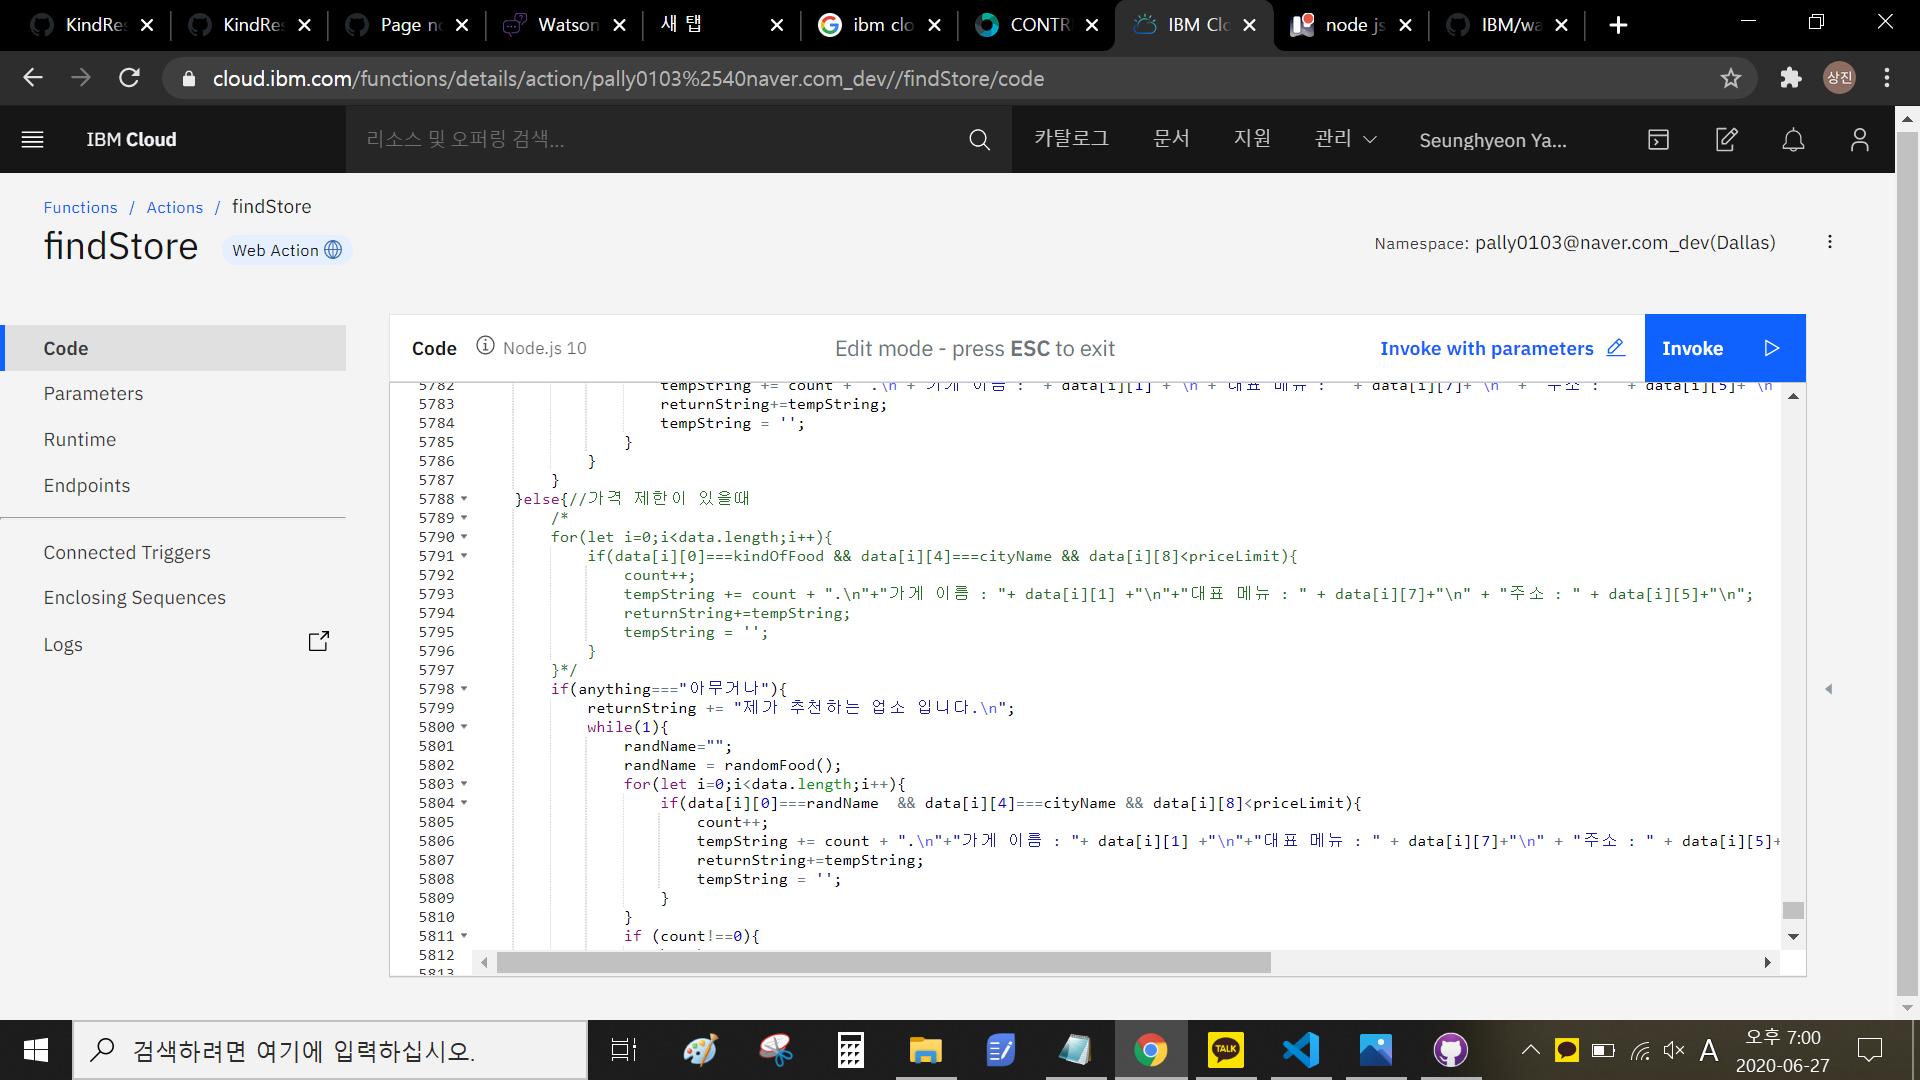 KindRes
KindRes
Page n
Watson
새 탭
ibm clo
CONTR
IBM Clo
node js
IBM/wa
cloud.ibm.com/functions/details/action/pally0103%2540naver.com_dev//findStore/code
상진
IBM Cloud
리소스 및 오퍼링 검색...
카탈로그
문서
지원
관리
Seunghyeon Ya...
Functions / Actions / findStore
findStore
Web Action
Namespace: pally0103@naver.com_dev(Dallas)
Code
Parameters
Runtime
Endpoints
Connected Triggers
Enclosing Sequences
Logs
Code
Node.js 10
Edit mode - press ESC to exit
Invoke with parameters
Invoke
5782 tempString += count + ".\n"+"가게 이름 : "+ data[i][1] +"\n"+"대표 메뉴 : " + data[i][7]+"\n" + "주소 : " + data[i][5]+"\n
5783 returnString+=tempString;
5784 tempString = '';
5785 }
5786 }
5787 }
5788 }else{//가격 제한이 있을때
5789 /*
5790 for(let i=0;i<data.length;i++){
5791 if(data[i][0]===kindOfFood && data[i][4]===cityName && data[i][8]<priceLimit){
5792 count++;
5793 tempString += count + ".\n"+"가게 이름 : "+ data[i][1] +"\n"+"대표 메뉴 : " + data[i][7]+"\n" + "주소 : " + data[i][5]+"\n";
5794 returnString+=tempString;
5795 tempString = '';
5796 }
5797 }*/
5798 if(anything==="아무거나"){
5799 returnString += "제가 추천하는 업소 입니다.\n";
5800 while(1){
5801 randName="";
5802 randName = randomFood();
5803 for(let i=0;i<data.length;i++){
5804 if(data[i][0]===randName  && data[i][4]===cityName && data[i][8]<priceLimit){
5805 count++;
5806 tempString += count + ".\n"+"가게 이름 : "+ data[i][1] +"\n"+"대표 메뉴 : " + data[i][7]+"\n" + "주소 : " + data[i][5]+
5807 returnString+=tempString;
5808 tempString = '';
5809 }
5810 }
5811 if (count!==0){
5812
5813
검색하려면 여기에 입력하십시오.
TALK
A
오후 7:00
2020-06-27